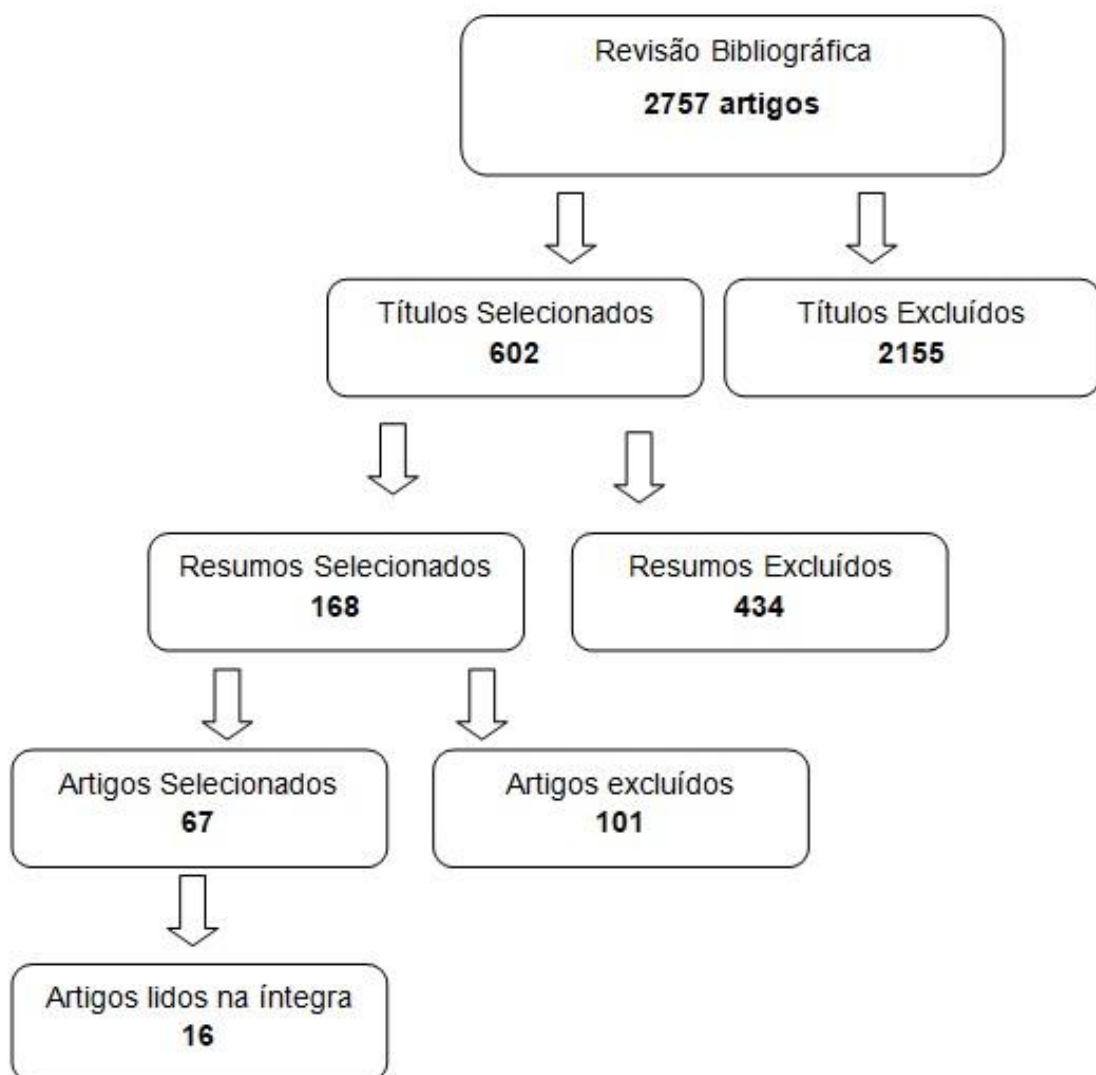 Revisão Bibliográfica
2757 artigos
Títulos Selecionados
602
Títulos Excluídos
2155
Resumos Selecionados
168
Resumos Excluídos
434
Artigos Selecionados
67
Artigos excluídos
101
Artigos lidos na íntegra
16